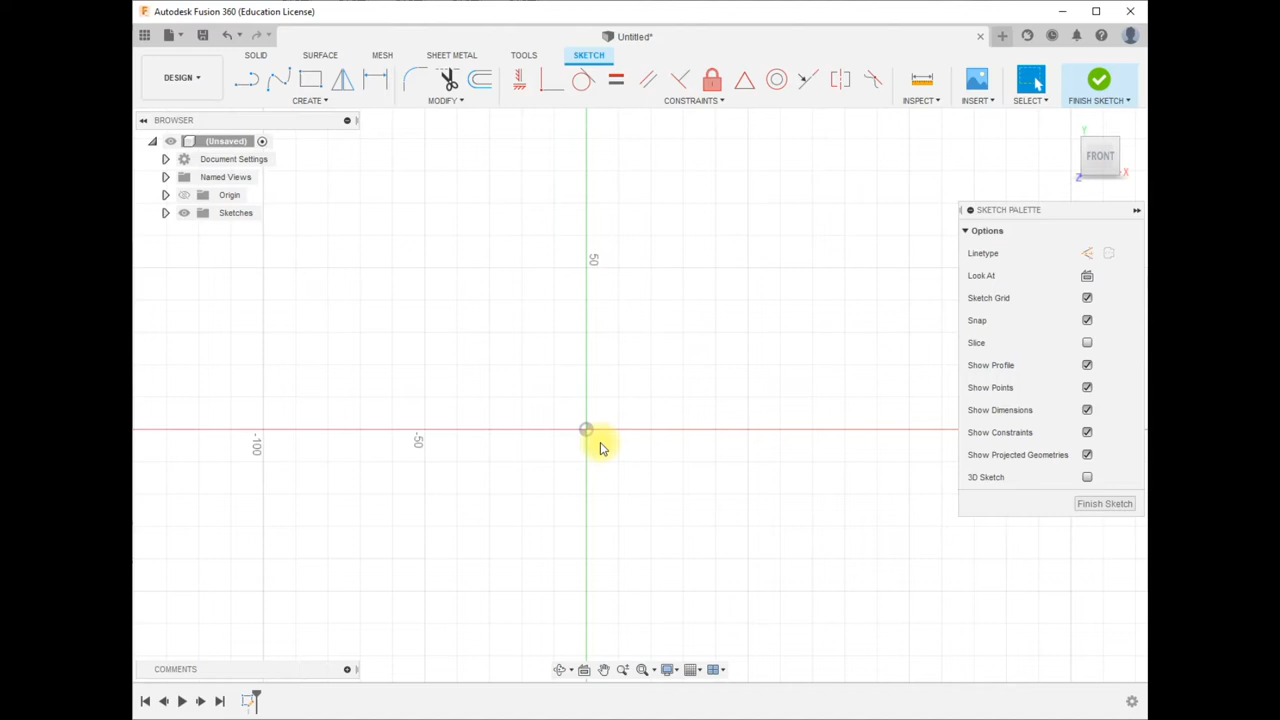 Autodesk Fusion 360 (Education License)
Untitled*
SOLID SURFACE MESH SHEET METAL TOOLS SKETCH
DESIGN
CREATE MODIFY CONSTRAINTS INSPECT INSERT SELECT FINISH SKETCH
BROWSER
(Unsaved)
Document Settings
Named Views
Origin
Sketches
Y
FRONT
X
Z
SKETCH PALETTE
Options
Linetype
Look At
Sketch Grid
Snap
Slice
Show Profile
Show Points
Show Dimensions
Show Constraints
Show Projected Geometries
3D Sketch
Finish Sketch
50
-100
-50
COMMENTS